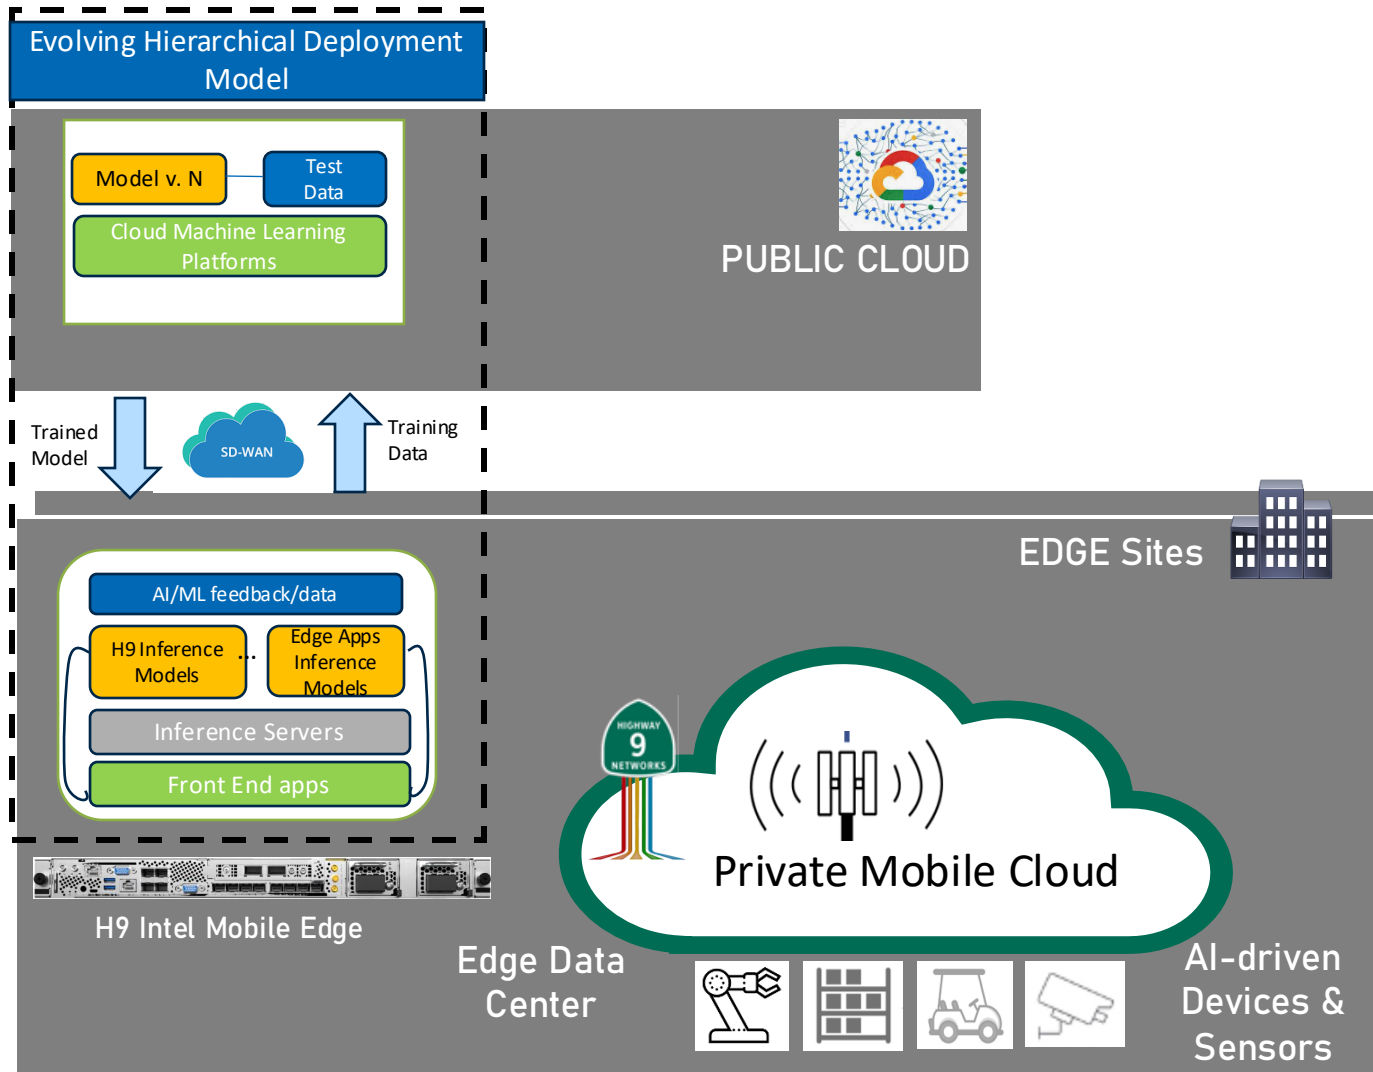 Evolving Hierarchical Deployment
Model
Model v. N
Test
Data
Cloud Machine Learning
Platforms
PUBLIC CLOUD
Trained
Model
SD-WAN
Training
Data
EDGE Sites
AI/ML feedback/data
H9 Inference
Models
...
Edge Apps
Inference
Models
Inference Servers
Front End apps
HIGHWAY
9
NETWORKS
Private Mobile Cloud
H9 Intel Mobile Edge
Edge Data
Center
AI-driven
Devices &
Sensors